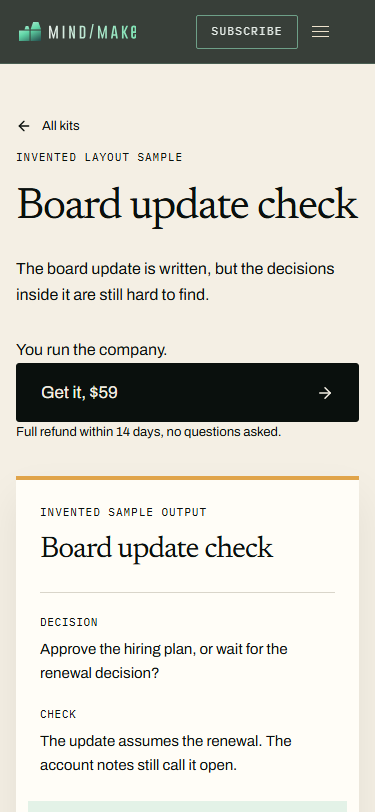 MIND/MAKE
SUBSCRIBE
All kits
INVENTED LAYOUT SAMPLE
Board update check
The board update is written, but the decisions
inside it are still hard to find.
You run the company.
Get it, $59
Full refund within 14 days, no questions asked.
INVENTED SAMPLE OUTPUT
Board update check
DECISION
Approve the hiring plan, or wait for the
renewal decision?
CHECK
The update assumes the renewal. The
account notes still call it open.